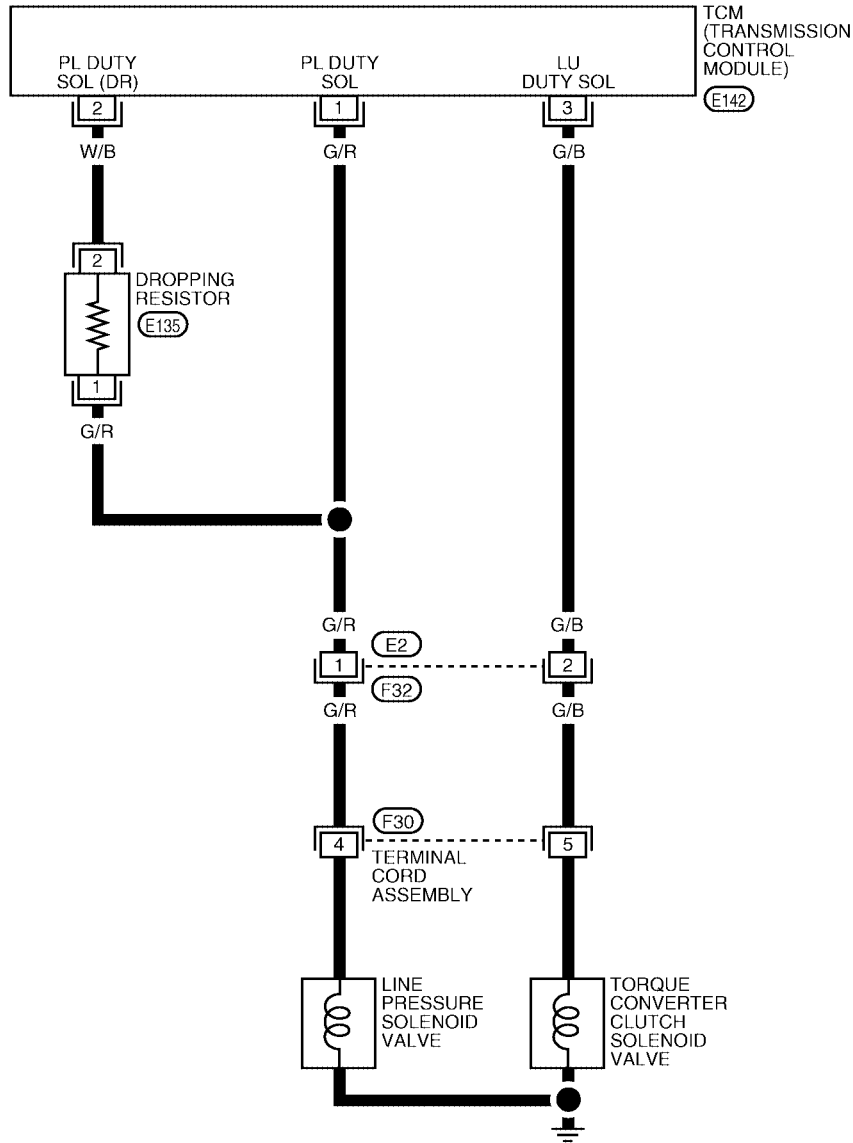 TCM
(TRANSMISSION
CONTROL
MODULE)
E142
PL DUTY
SOL (DR)
PL DUTY
SOL
LU
DUTY SOL
2
1
3
W/B
G/R
G/B
2
DROPPING
RESISTOR
E135
1
G/R
G/R
G/B
E2
1
2
F32
G/R
G/B
F30
4
5
TERMINAL
CORD
ASSEMBLY
LINE
PRESSURE
SOLENOID
VALVE
TORQUE
CONVERTER
CLUTCH
SOLENOID
VALVE